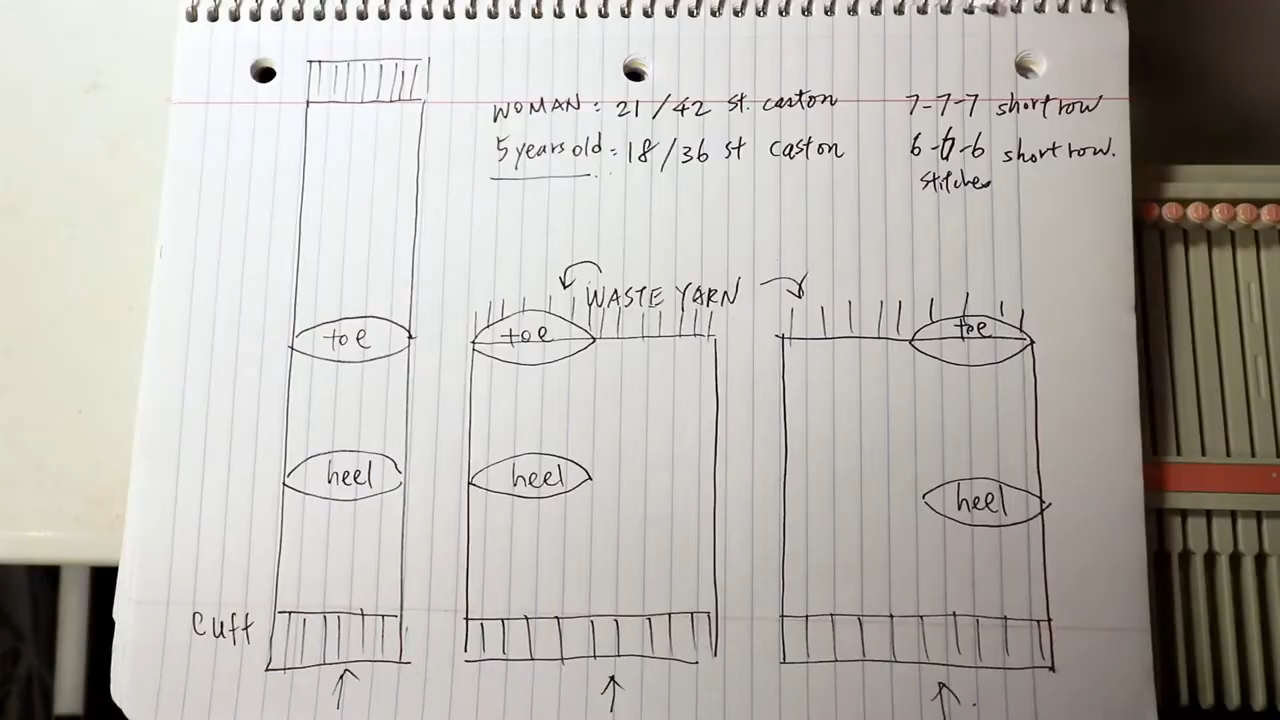 WOMAN : 21/42 st. caston 7-7-7 short row
5 years old : 18/36 st caston 6-6-6 short row.
stitches
WASTE YARN
toe toe toe
heel heel heel
cuff